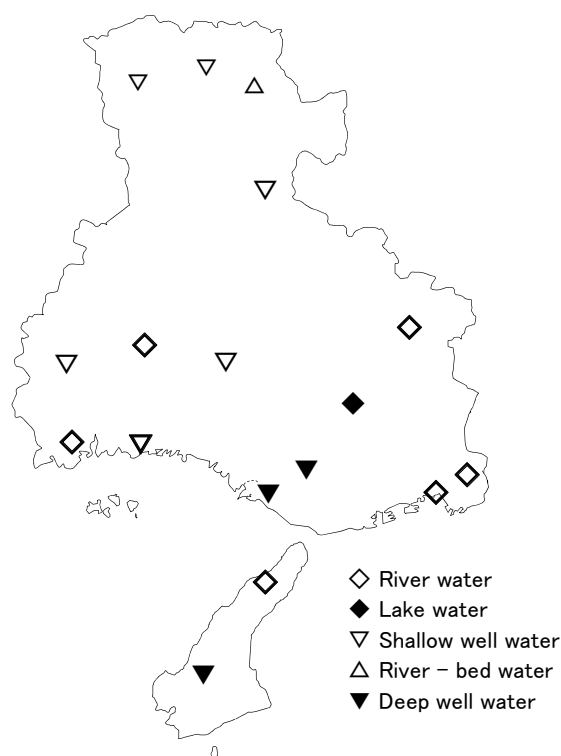 River water
Lake water
Shallow well water
River − bed water
Deep well water